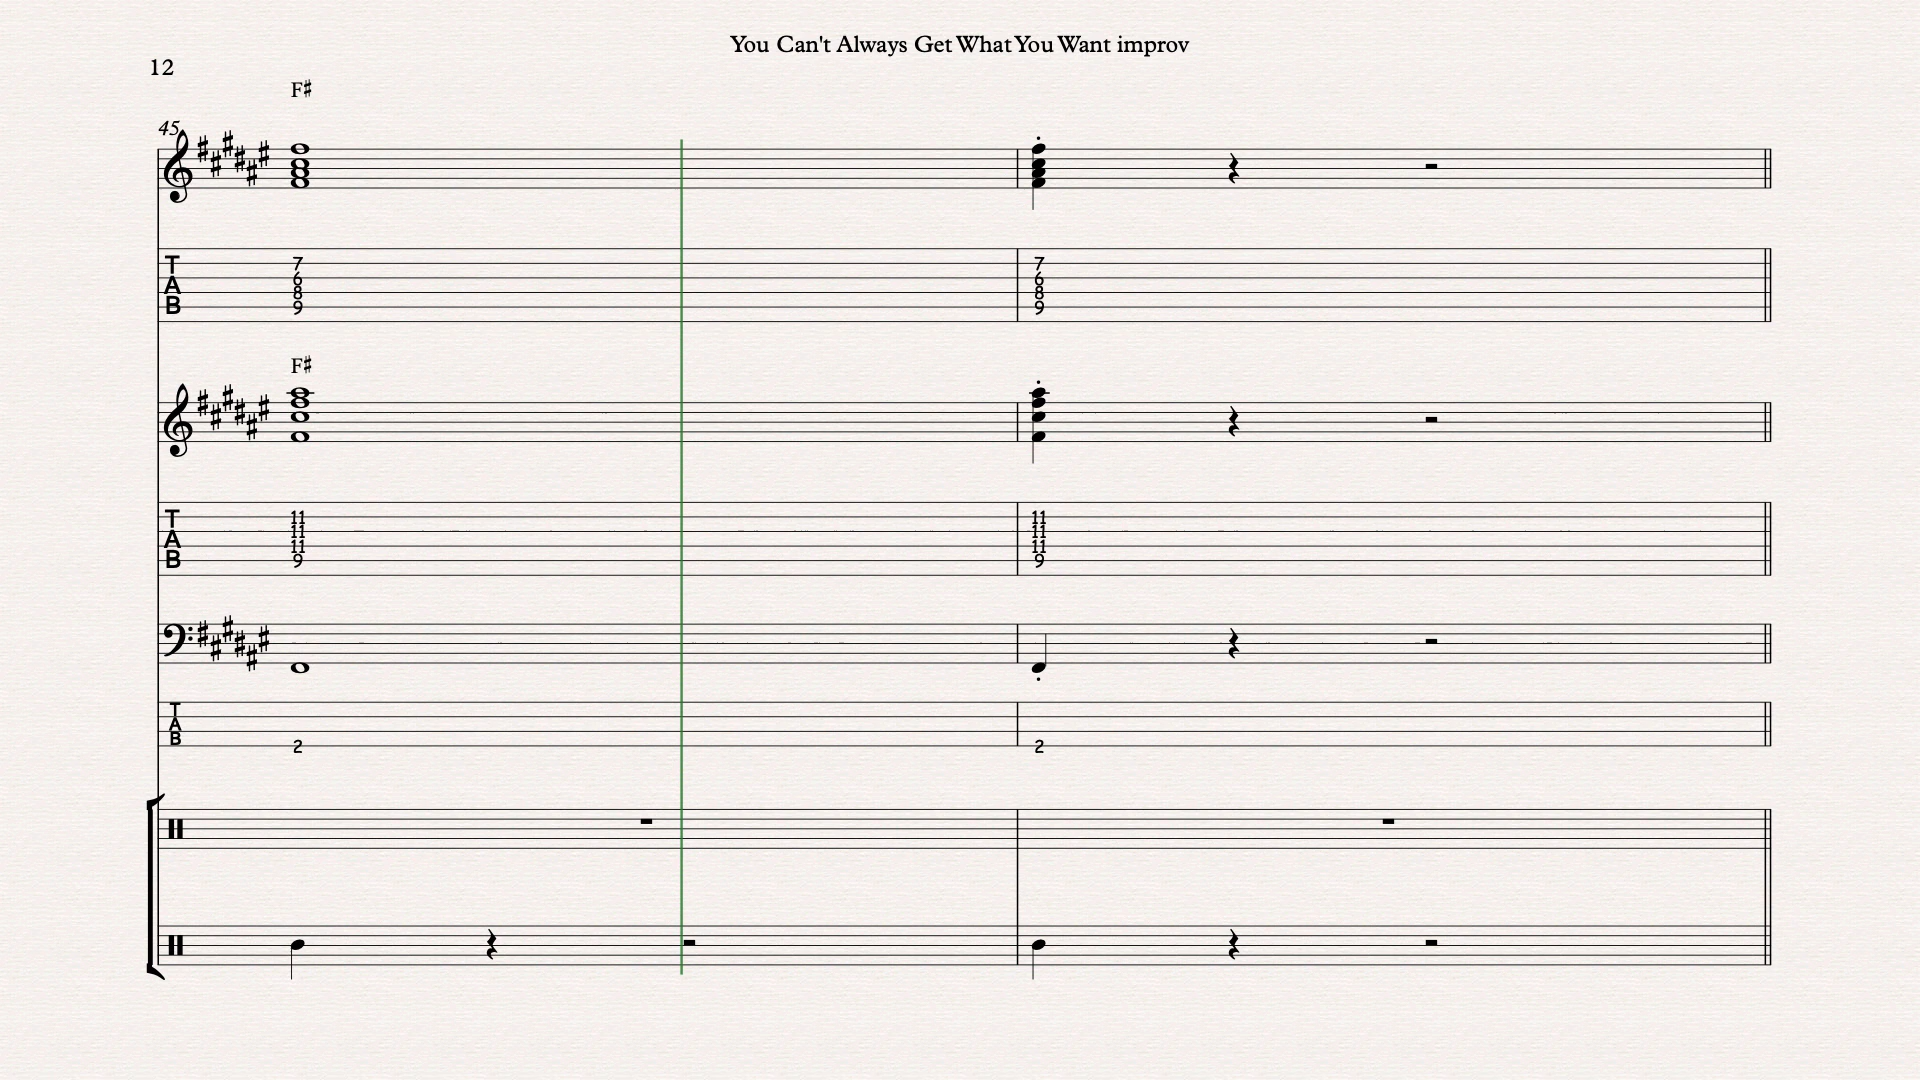 You Can't Always Get What You Want improv
12
F♯
45
T 7
6
A 8
B 9
7
6
8
9
F♯
T 11
11
A 11
B 9
11
11
11
9
T
A
B
2
2